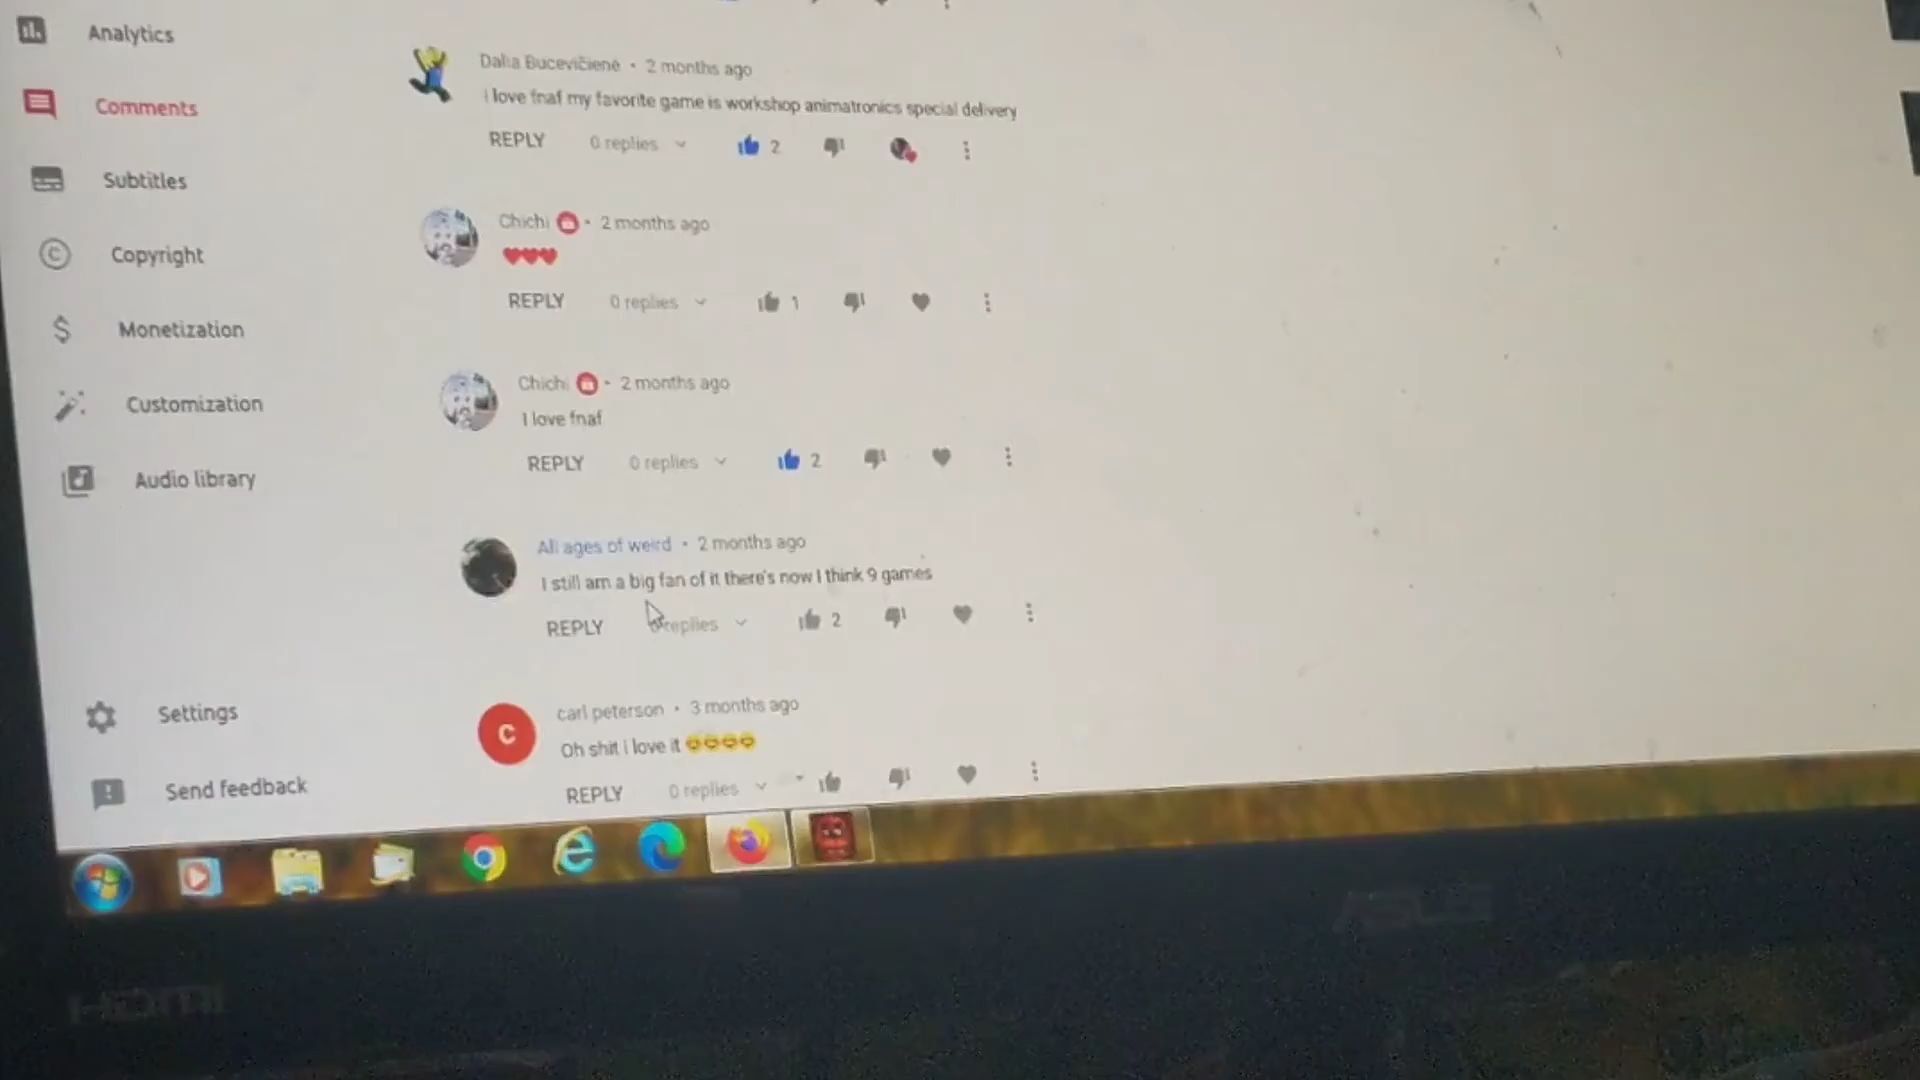 Analytics
Comments
Subtitles
Copyright
Monetization
Customization
Audio library
Settings
Send feedback
Dalia Bucevičienė • 2 months ago
I love fnaf my favorite game is workshop animatronics special delivery
REPLY 0 replies 2
Chichi • 2 months ago
❤❤❤
REPLY 0 replies 1
Chichi • 2 months ago
I love fnaf
REPLY 0 replies 2
All ages of weird • 2 months ago
I still am a big fan of it there's now I think 9 games
REPLY replies 2
C
carl peterson • 3 months ago
Oh shit i love it
REPLY 0 replies
ASUS
HDMI